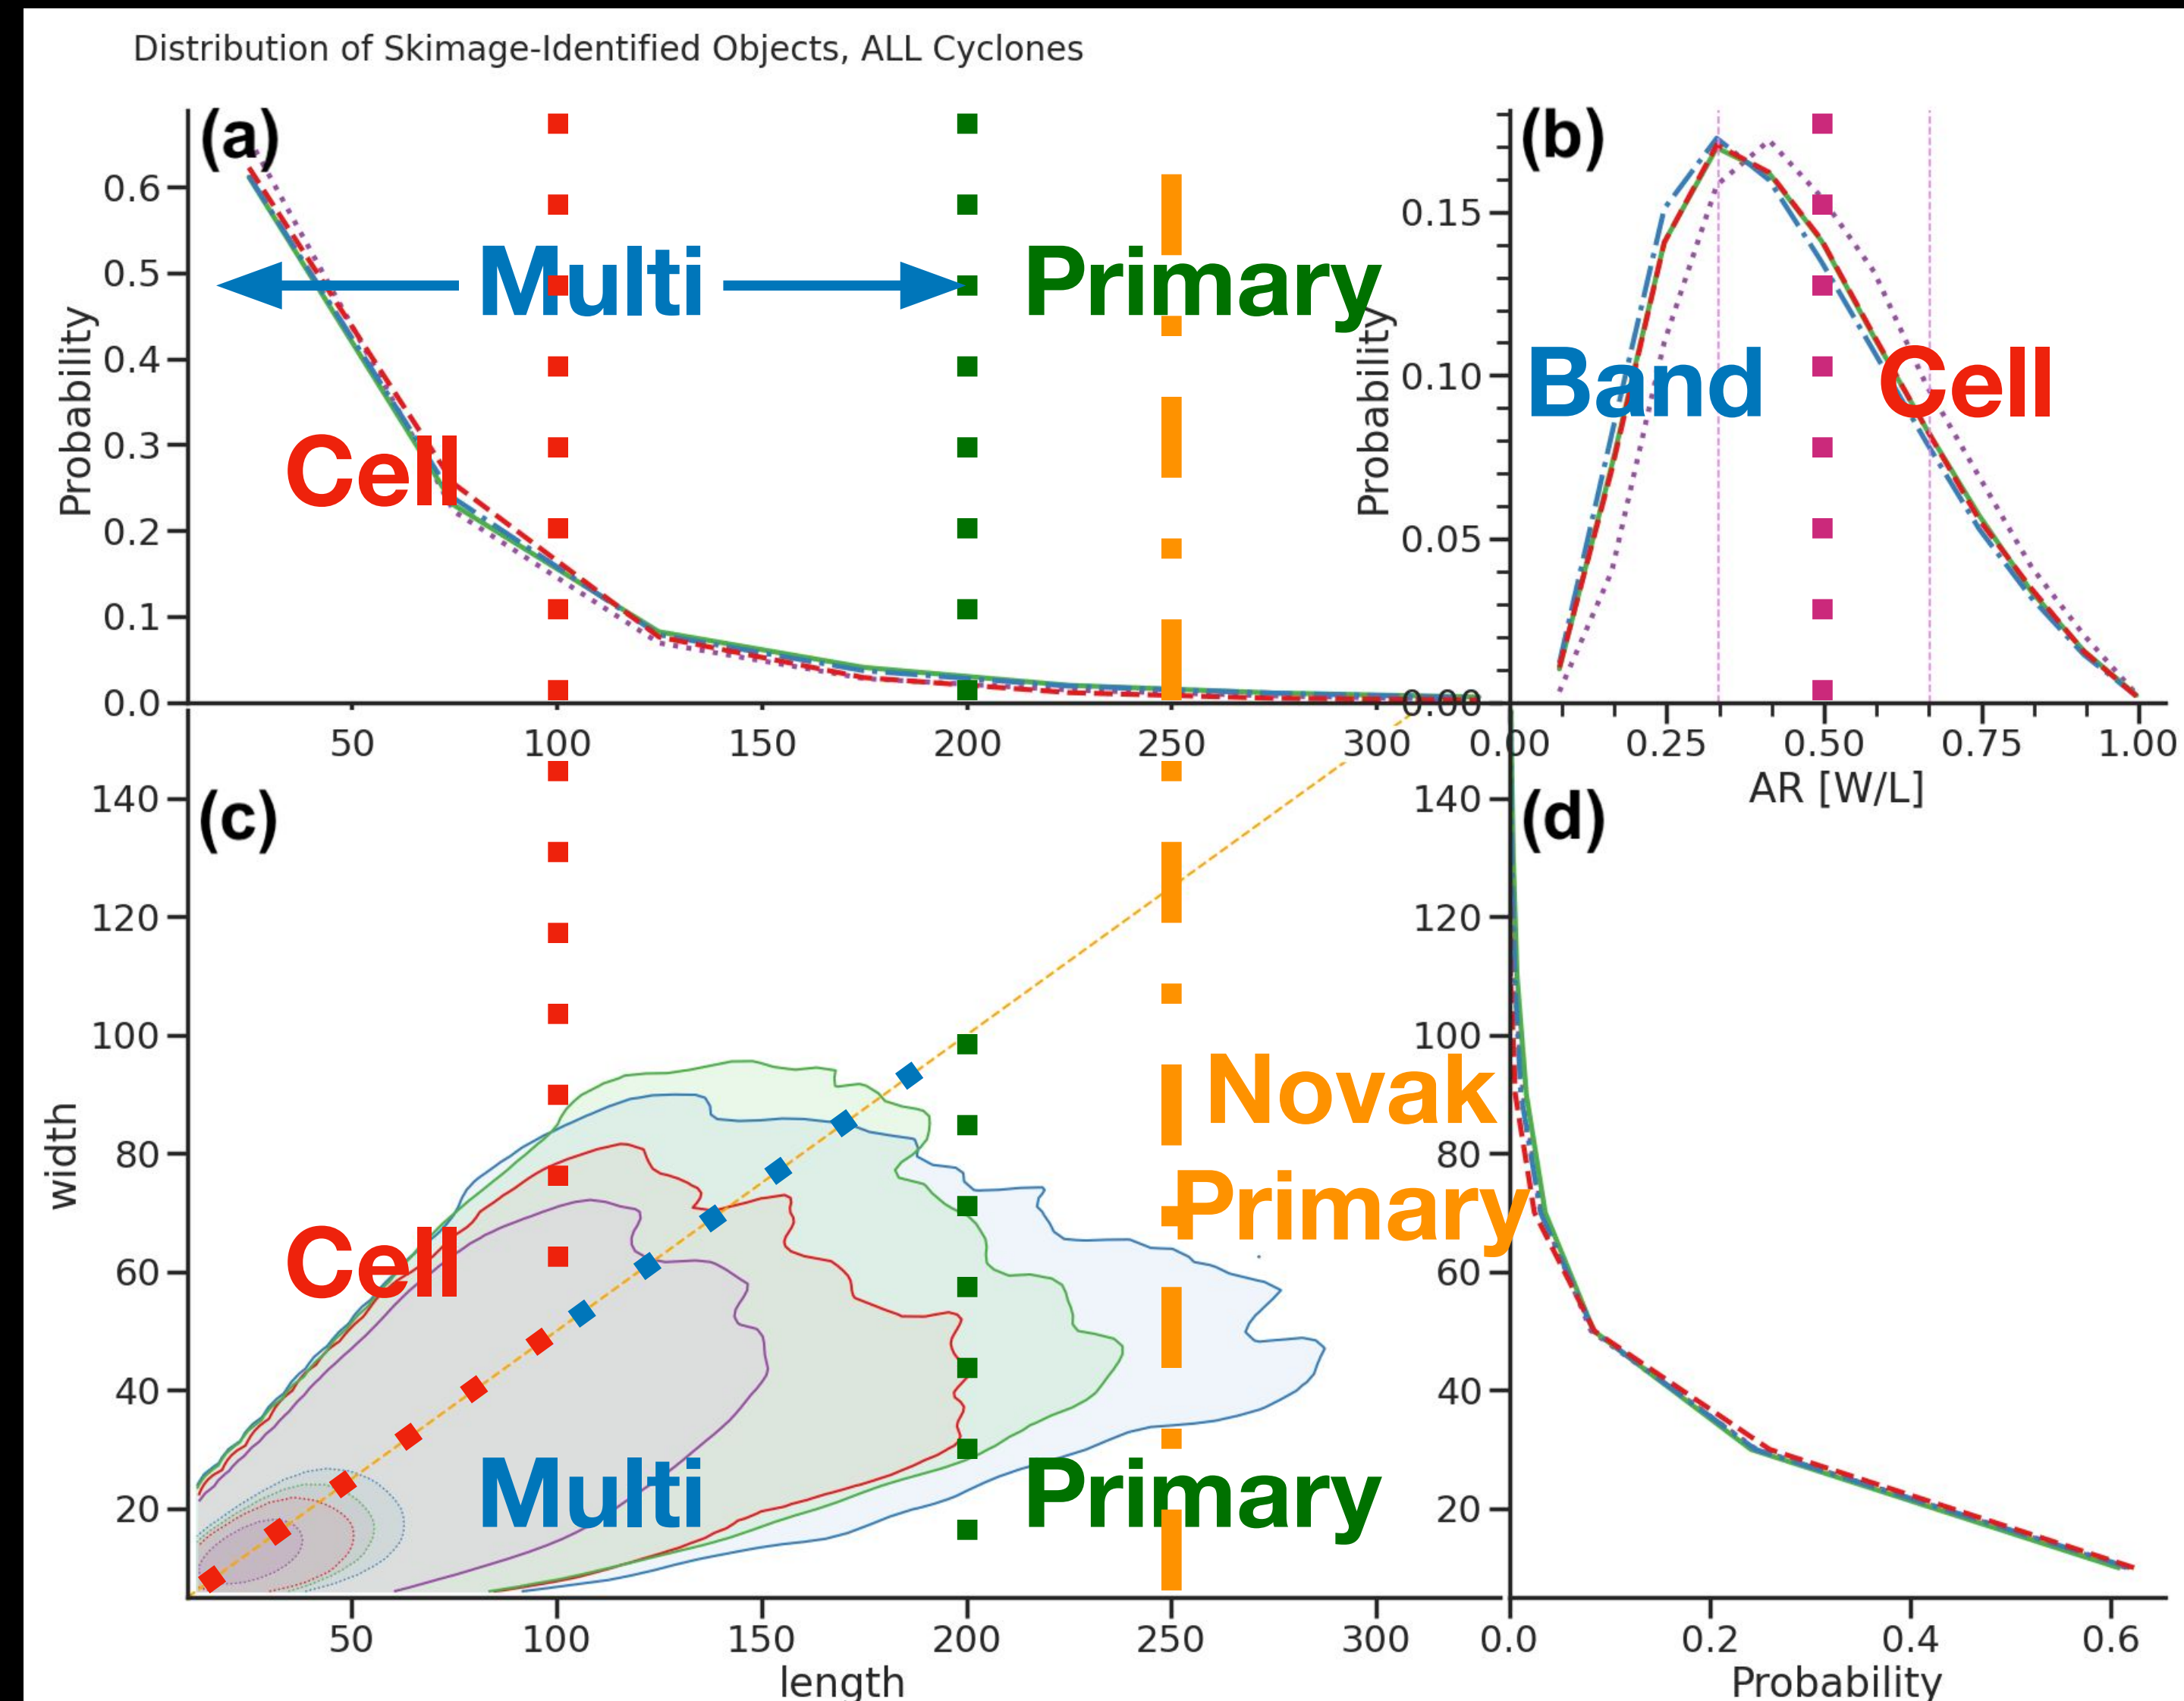 Distribution of Skimage-Identified Objects, ALL Cyclones
(a)
Probability
0.6
0.5
0.4
0.3
0.2
0.1
0.0
Multi
Primary
Cell
50 100 150 200 250 300
(b)
Probability
0.15
0.10
0.05
0.00
Band
Cell
0.00 0.25 0.50 0.75 1.00
AR [W/L]
(c)
width
140
120
100
80
60
40
20
Cell
Novak
Primary
Multi
Primary
50 100 150 200 250 300
length
(d)
140
120
100
80
60
40
20
0.0 0.2 0.4 0.6
Probability